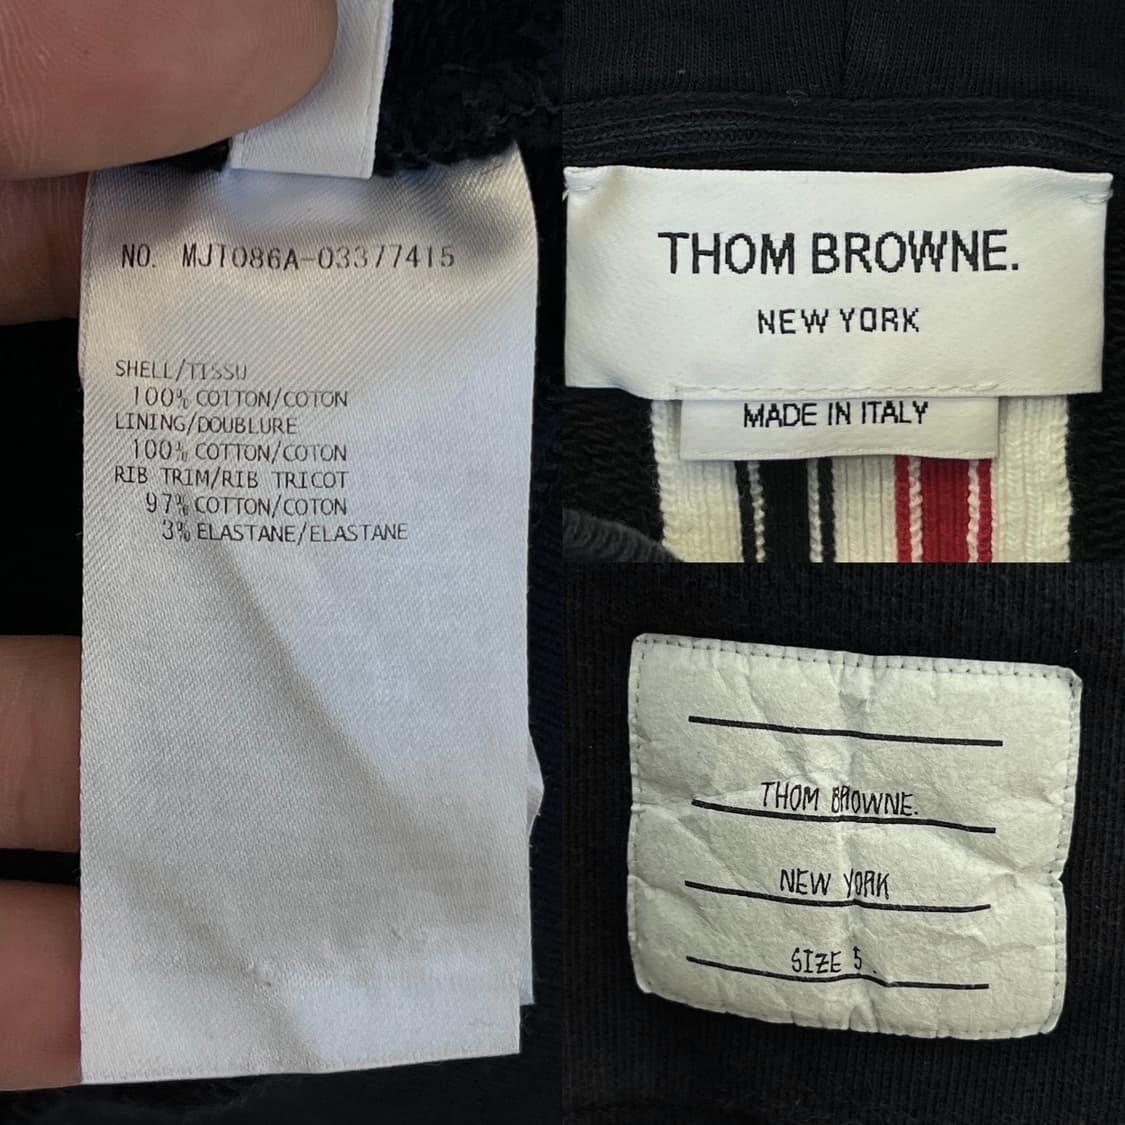 NO. MJT086A-03377415
SHELL/TISSU
100% COTTON/COTON
LINING/DOUBLURE
100% COTTON/COTON
RIB TRIM/RIB TRICOT
97% COTTON/COTON
3% ELASTANE/ELASTANE
THOM BROWNE.
NEW YORK
MADE IN ITALY
THOM BROWNE.
NEW YORK
SIZE 5.